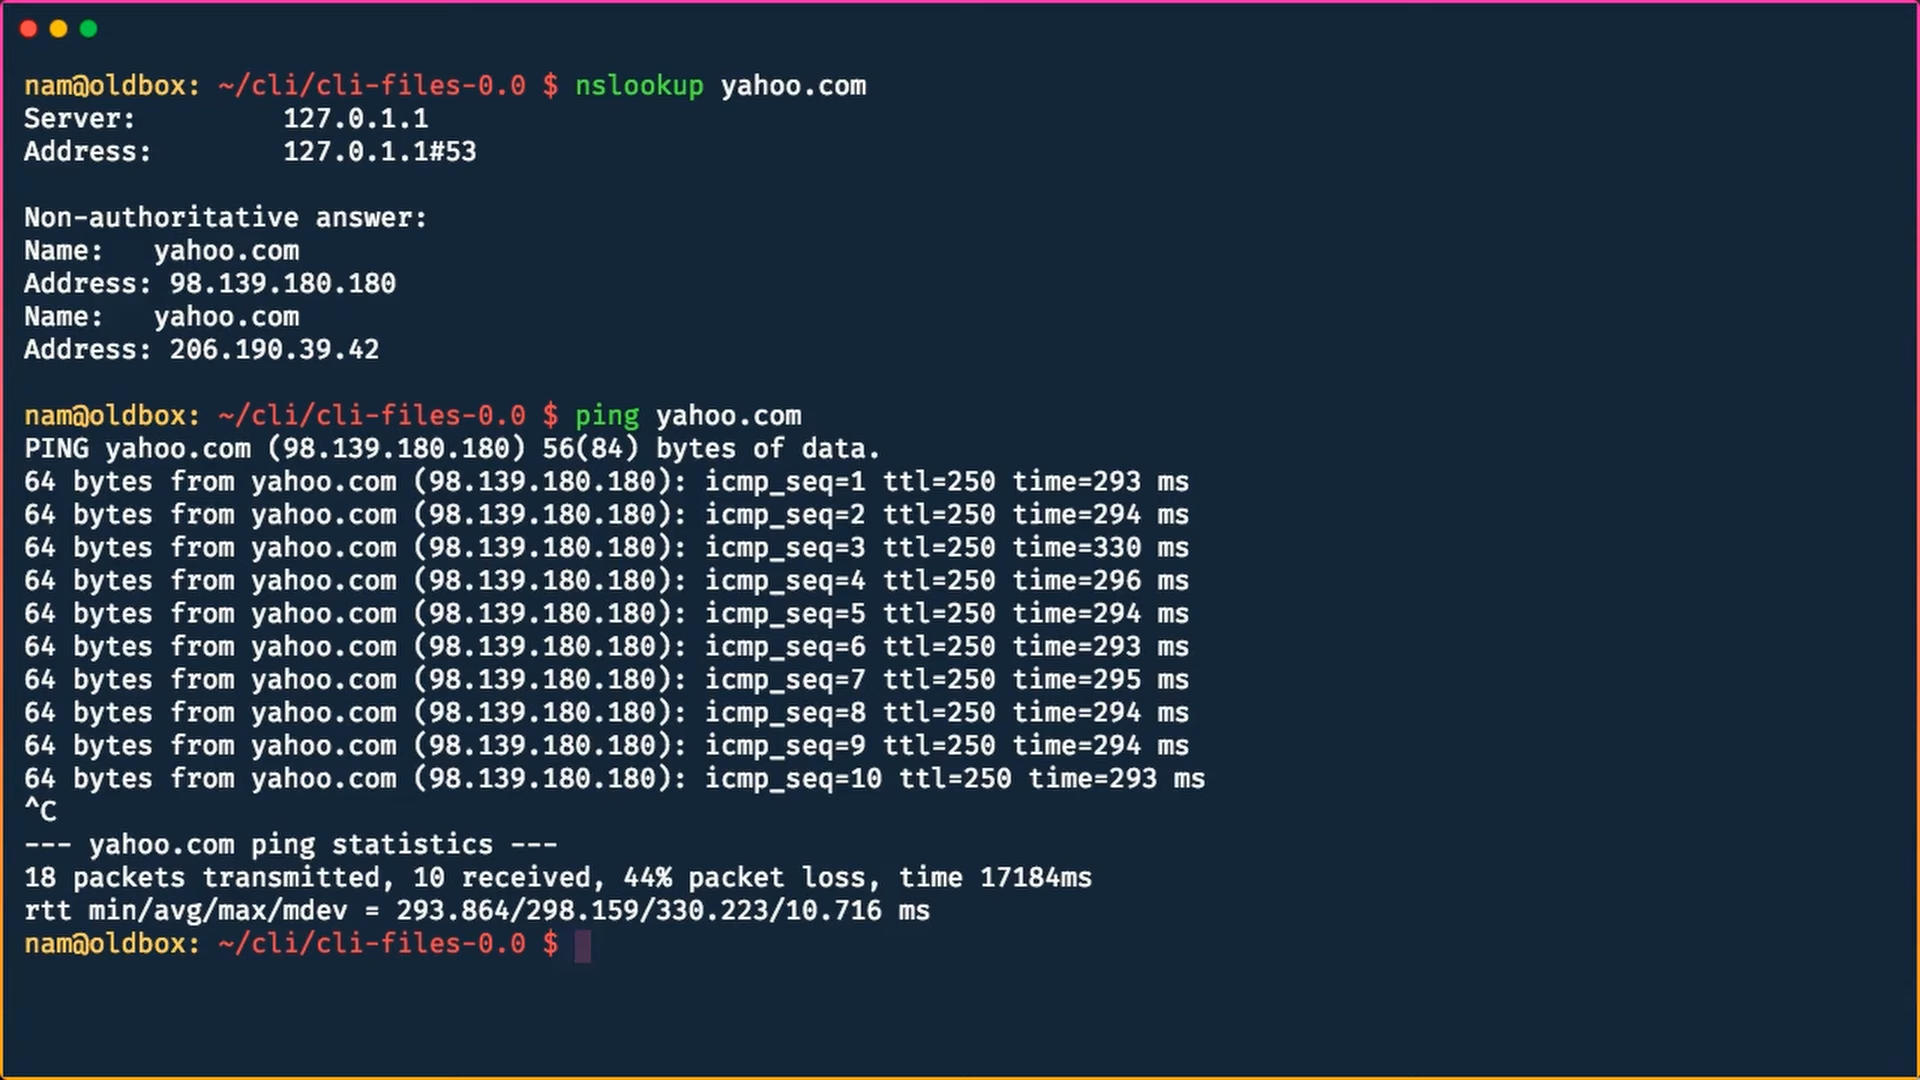 nam@oldbox: ~/cli/cli-files-0.0 $ nslookup yahoo.com
Server:         127.0.1.1
Address:        127.0.1.1#53
Non-authoritative answer:
Name:   yahoo.com
Address: 98.139.180.180
Name:   yahoo.com
Address: 206.190.39.42
nam@oldbox: ~/cli/cli-files-0.0 $ ping yahoo.com
PING yahoo.com (98.139.180.180) 56(84) bytes of data.
64 bytes from yahoo.com (98.139.180.180): icmp_seq=1 ttl=250 time=293 ms
64 bytes from yahoo.com (98.139.180.180): icmp_seq=2 ttl=250 time=294 ms
64 bytes from yahoo.com (98.139.180.180): icmp_seq=3 ttl=250 time=330 ms
64 bytes from yahoo.com (98.139.180.180): icmp_seq=4 ttl=250 time=296 ms
64 bytes from yahoo.com (98.139.180.180): icmp_seq=5 ttl=250 time=294 ms
64 bytes from yahoo.com (98.139.180.180): icmp_seq=6 ttl=250 time=293 ms
64 bytes from yahoo.com (98.139.180.180): icmp_seq=7 ttl=250 time=295 ms
64 bytes from yahoo.com (98.139.180.180): icmp_seq=8 ttl=250 time=294 ms
64 bytes from yahoo.com (98.139.180.180): icmp_seq=9 ttl=250 time=294 ms
64 bytes from yahoo.com (98.139.180.180): icmp_seq=10 ttl=250 time=293 ms
^C
--- yahoo.com ping statistics ---
18 packets transmitted, 10 received, 44% packet loss, time 17184ms
rtt min/avg/max/mdev = 293.864/298.159/330.223/10.716 ms
nam@oldbox: ~/cli/cli-files-0.0 $